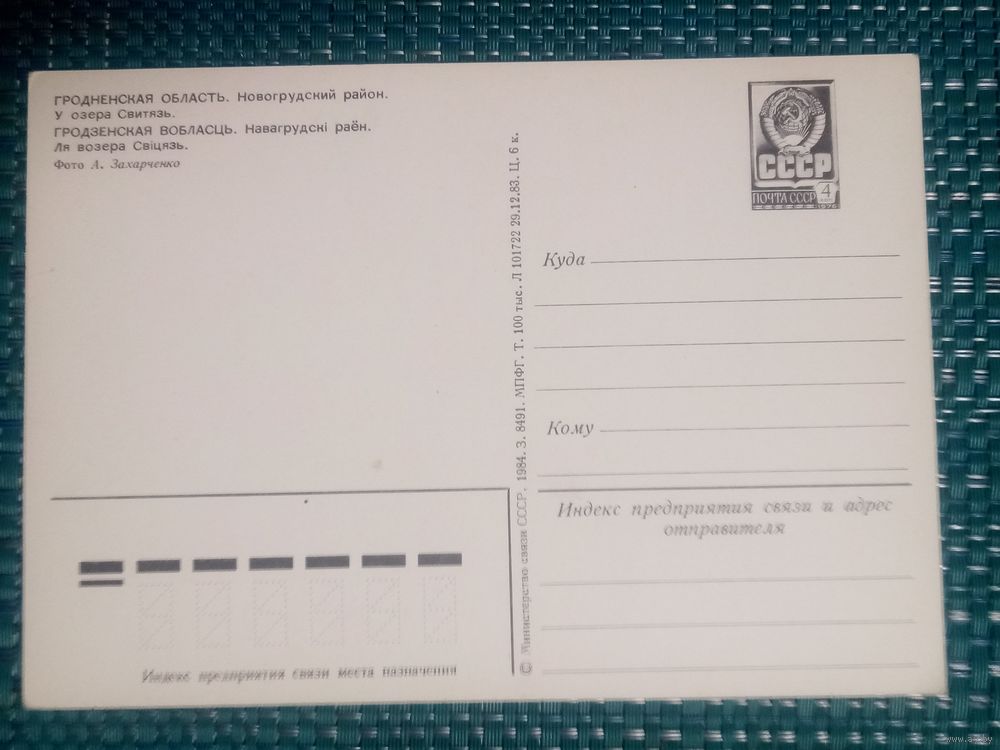 ГРОДНЕНСКАЯ ОБЛАСТЬ. Новогрудский район.
У озера Свитязь.
ГРОДЗЕНСКАЯ ВОБЛАСЦЬ. Навагрудскі раён.
Ля возера Свіцязь.
Фото А. Захарченко
© Министерство связи СССР. 1984. З. 8491. МПФГ. Т. 100 тыс. Л 101722 29.12.83. Ц. 6 к.
СССР
ПОЧТА СССР 4
1976
Куда
Кому
Индекс предприятия связи и адрес
отправителя
Индекс предприятия связи места назначения